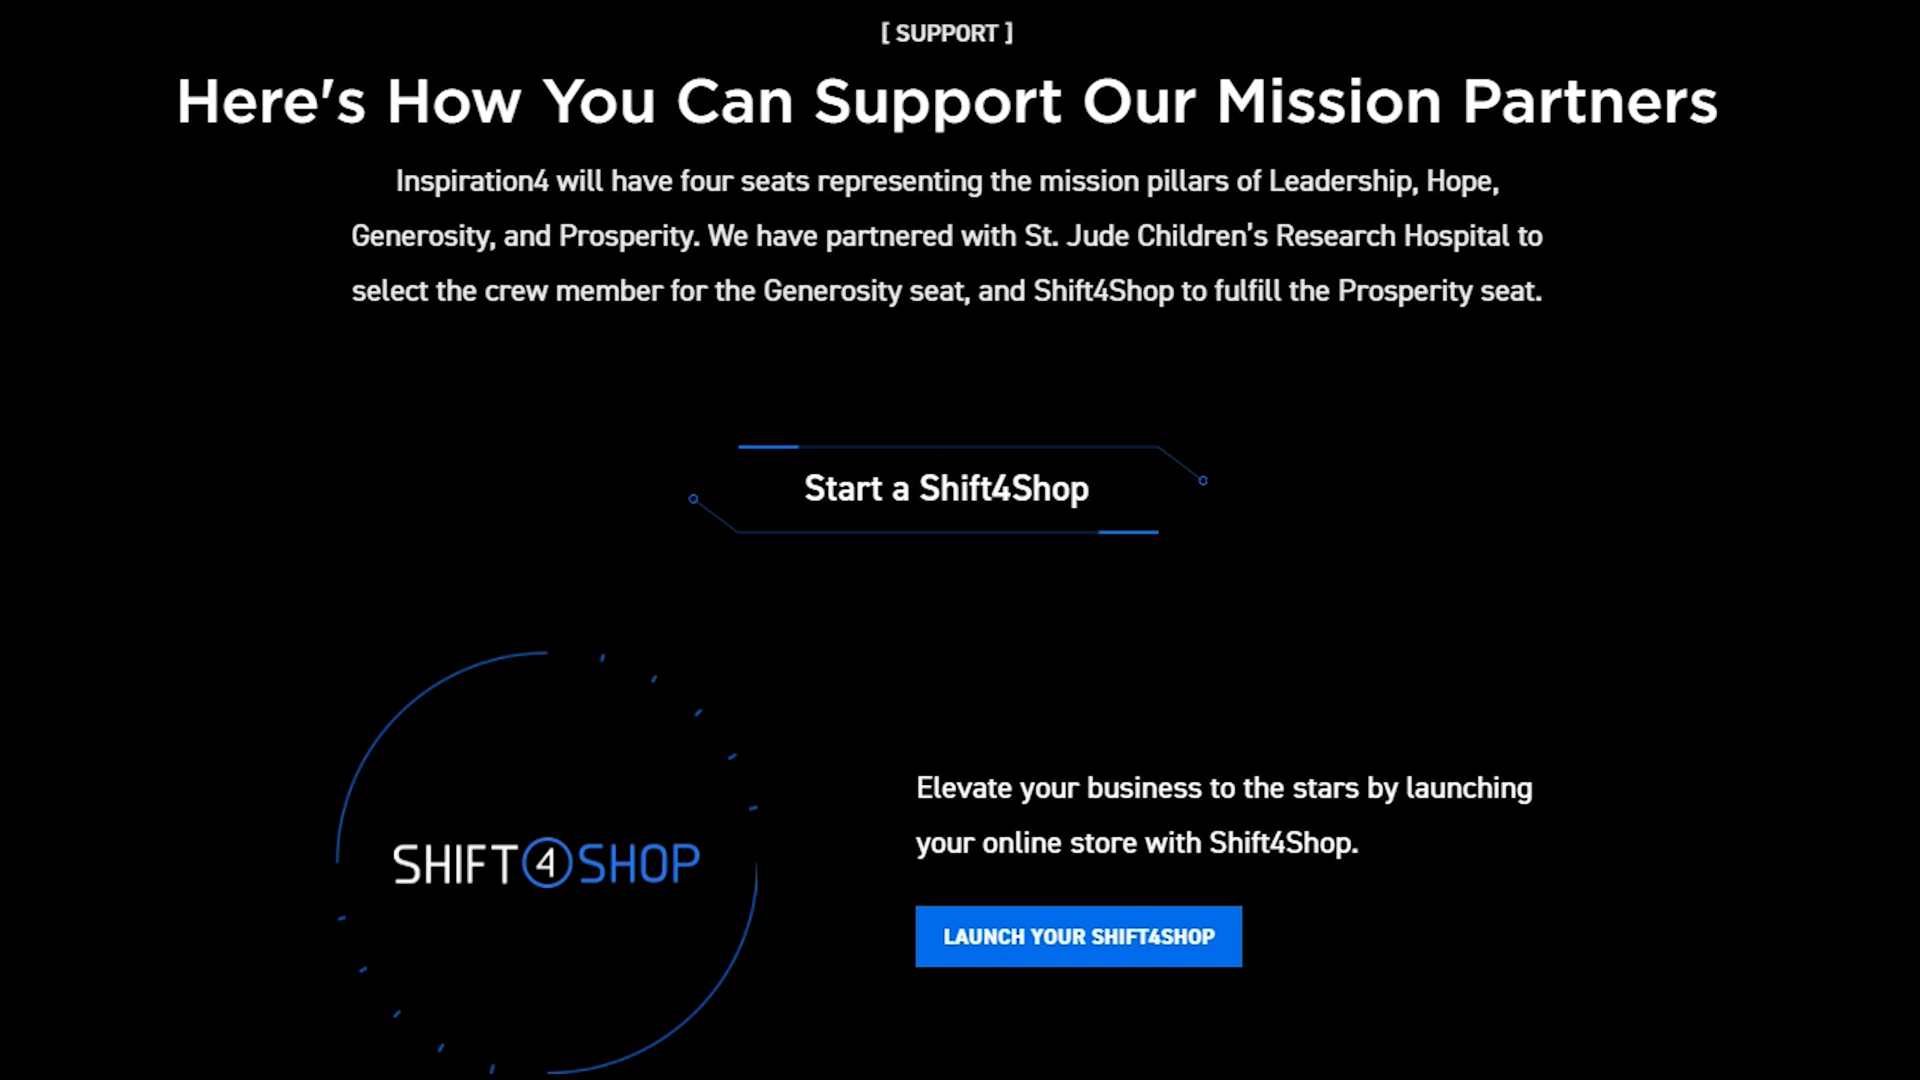 [ SUPPORT ]
Here's How You Can Support Our Mission Partners
Inspiration4 will have four seats representing the mission pillars of Leadership, Hope,
Generosity, and Prosperity. We have partnered with St. Jude Children’s Research Hospital to
select the crew member for the Generosity seat, and Shift4Shop to fulfill the Prosperity seat.
Start a Shift4Shop
SHIFT4SHOP
Elevate your business to the stars by launching
your online store with Shift4Shop.
LAUNCH YOUR SHIFT4SHOP